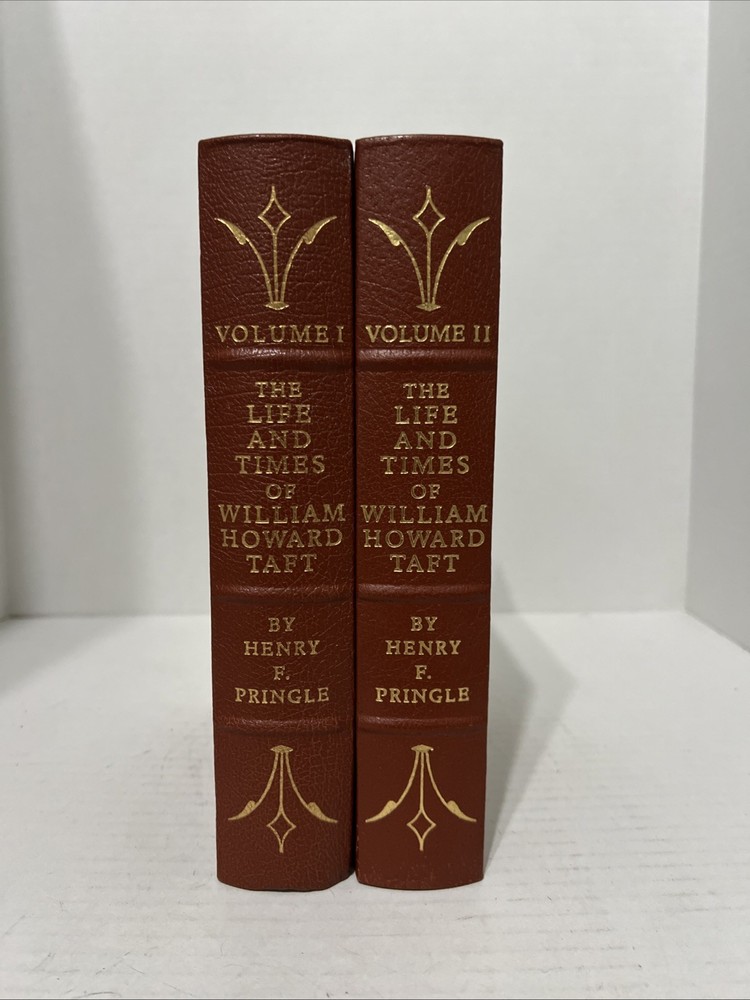 VOLUME I
THE
LIFE
AND
TIMES
OF
WILLIAM
HOWARD
TAFT
BY
HENRY
F.
PRINGLE
VOLUME II
THE
LIFE
AND
TIMES
OF
WILLIAM
HOWARD
TAFT
BY
HENRY
F.
PRINGLE